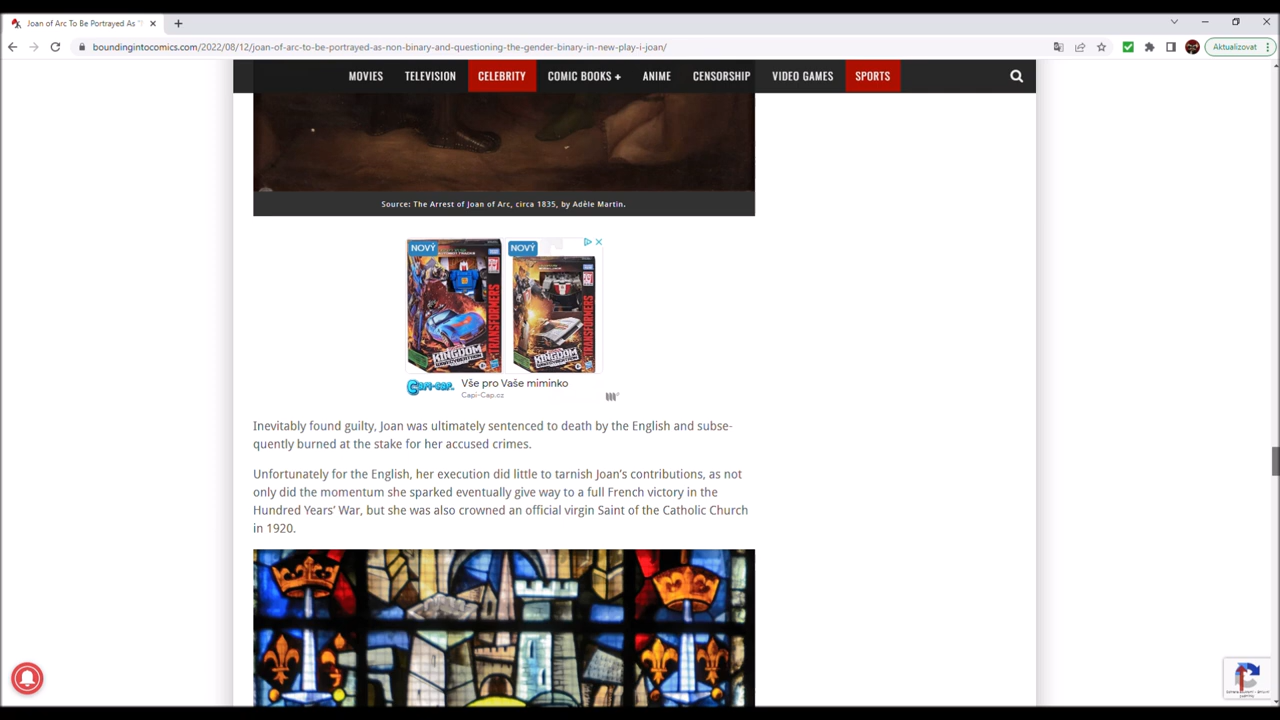 Joan of Arc To Be Portrayed As "
boundingintocomics.com/2022/08/12/joan-of-arc-to-be-portrayed-as-non-binary-and-questioning-the-gender-binary-in-new-play-i-joan/
Aktualizovat
MOVIES TELEVISION CELEBRITY COMIC BOOKS + ANIME CENSORSHIP VIDEO GAMES SPORTS
Source: The Arrest of Joan of Arc, circa 1835, by Adèle Martin.
NOVÝ NOVÝ
TRANSFORMERS TRANSFORMERS
KINGDOM KINGDOM
Capi-Cap. Vše pro Vaše miminko
Capi-Cap.cz
Inevitably found guilty, Joan was ultimately sentenced to death by the English and subse-
quently burned at the stake for her accused crimes.
Unfortunately for the English, her execution did little to tarnish Joan's contributions, as not
only did the momentum she sparked eventually give way to a full French victory in the
Hundred Years' War, but she was also crowned an official virgin Saint of the Catholic Church
in 1920.